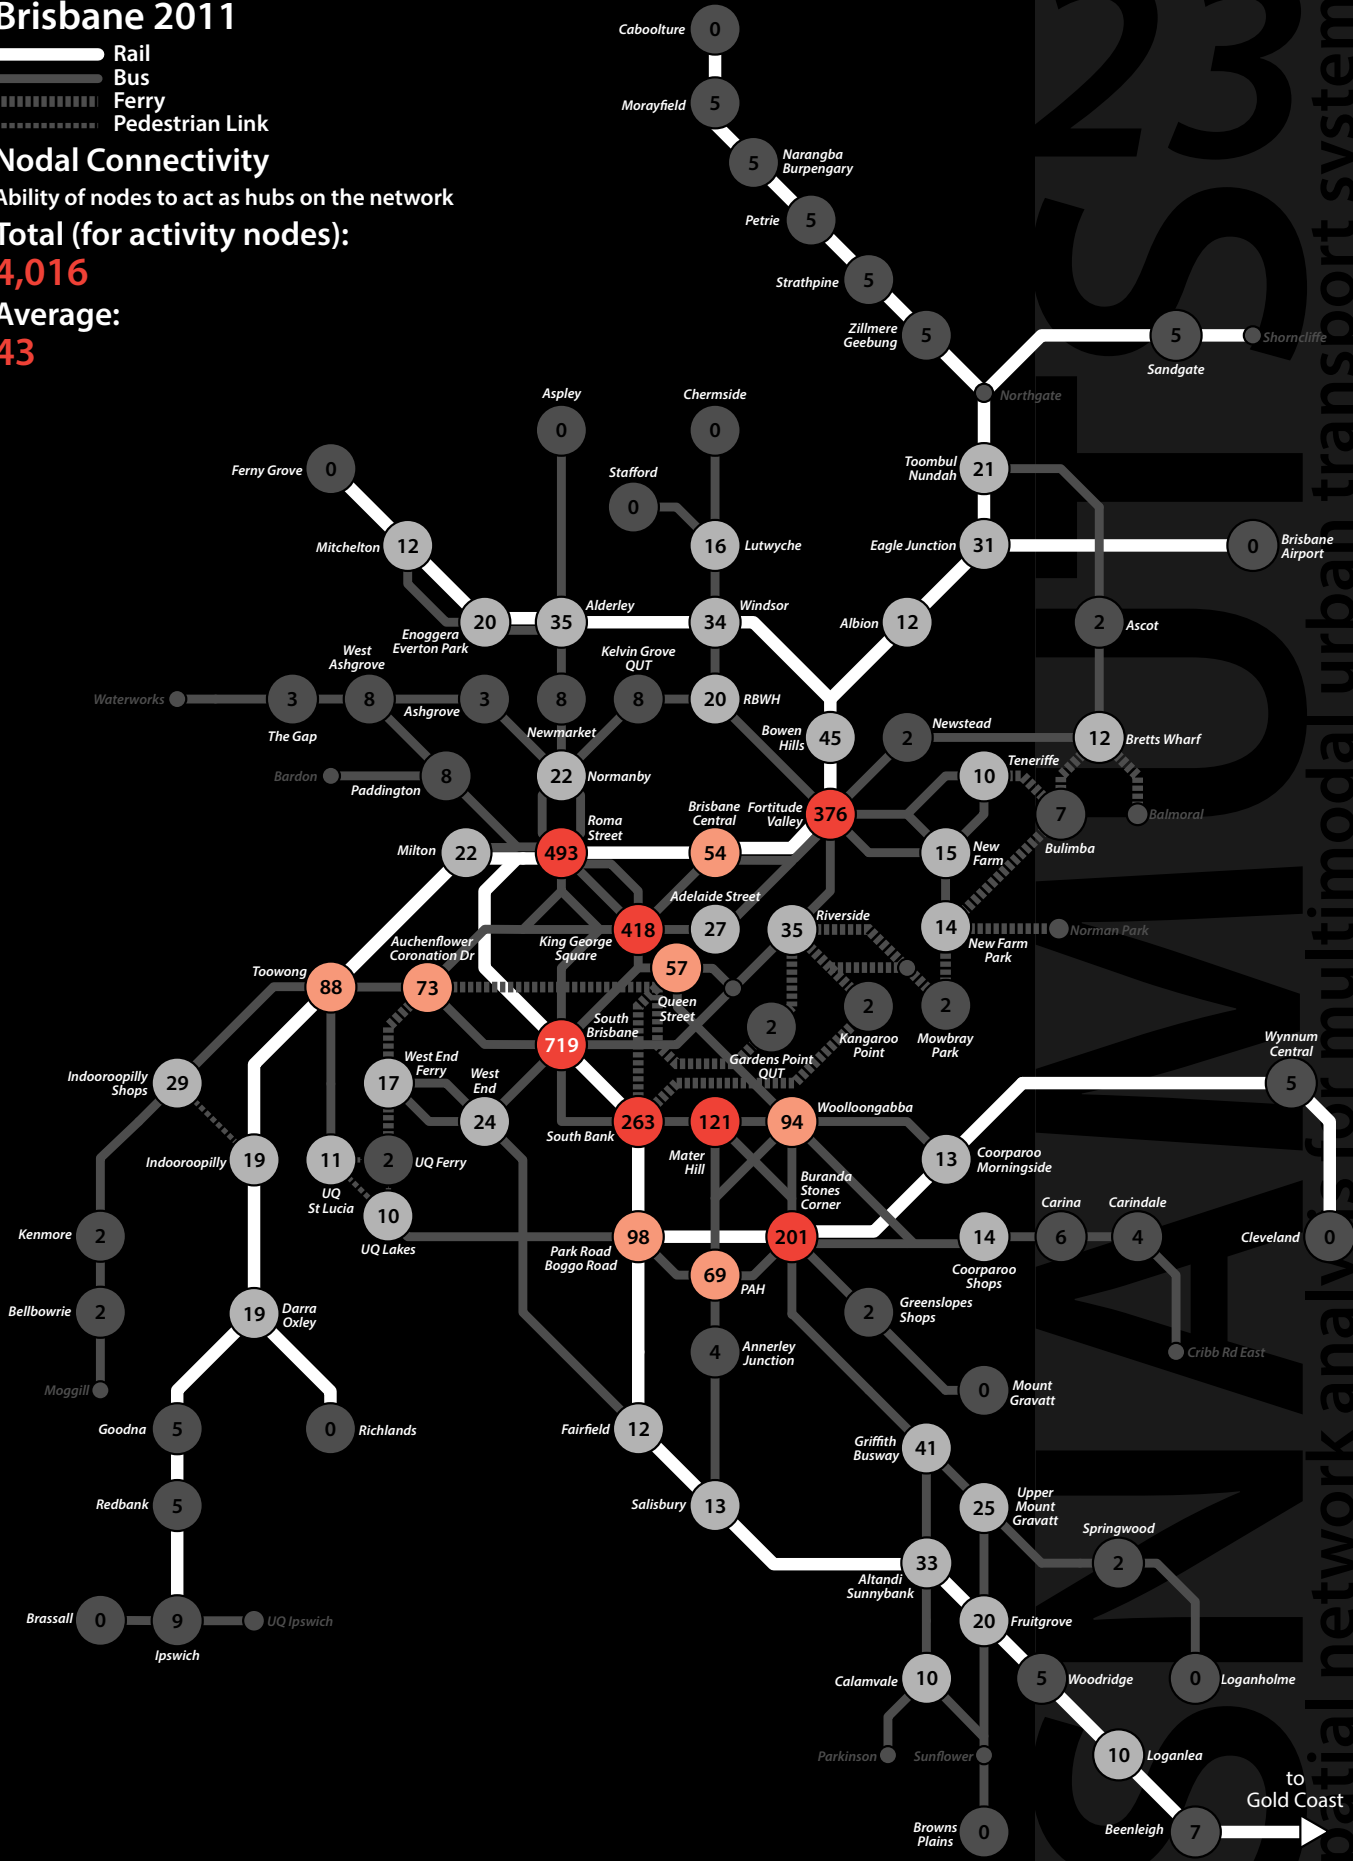 Brisbane 2011
Rail
Bus
Ferry
Pedestrian Link
Nodal Connectivity
Ability of nodes to act as hubs on the network
Total (for activity nodes):
4,016
Average:
43
23
SNAMUTS
spatial network analysis for multimodal urban transport systems
Caboolture
0
Morayfield
5
5
Narangba
Burpengary
Petrie
5
Strathpine
5
Zillmere
Geebung
5
5
Sandgate
Shorncliffe
Northgate
Aspley
0
Chermside
0
Ferny Grove
0
Stafford
0
Toombul
Nundah
21
Mitchelton
12
16
Lutwyche
Eagle Junction
31
0
Brisbane
Airport
20
Enoggera
Everton Park
35
Alderley
34
Windsor
Albion
12
2
Ascot
West
Ashgrove
Kelvin Grove
QUT
Waterworks
3
The Gap
8
Ashgrove
3
8
Newmarket
8
20
RBWH
Bowen
Hills
45
2
Newstead
12
Bretts Wharf
Bardon
Paddington
8
22
Normanby
10
Teneriffe
Brisbane
Central
Fortitude
Valley
376
7
Bulimba
Balmoral
Milton
22
Roma
Street
493
54
15
New
Farm
Adelaide Street
King George
Square
418
27
35
Riverside
14
New Farm
Park
Norman Park
Auchenflower
Coronation Dr
57
Queen
Street
Toowong
88
73
2
Gardens Point
QUT
2
Kangaroo
Point
2
Mowbray
Park
South
Brisbane
719
Wynnum
Central
5
Indooroopilly
Shops
29
17
West End
Ferry
West
End
24
South Bank
263
121
Mater
Hill
94
Woolloongabba
Indooroopilly
19
11
UQ
St Lucia
2
UQ Ferry
13
Coorparoo
Morningside
10
UQ Lakes
Buranda
Stones
Corner
201
Kenmore
2
98
Park Road
Boggo Road
69
PAH
14
Coorparoo
Shops
Carina
6
Carindale
4
Cleveland
0
Bellbowrie
2
19
Darra
Oxley
2
Greenslopes
Shops
4
Annerley
Junction
Cribb Rd East
Moggill
0
Mount
Gravatt
Goodna
5
0
Richlands
Fairfield
12
Griffith
Busway
41
Redbank
5
Salisbury
13
25
Upper
Mount
Gravatt
Springwood
2
33
Altandi
Sunnybank
Brassall
0
9
Ipswich
UQ Ipswich
20
Fruitgrove
Calamvale
10
5
Woodridge
0
Loganholme
Parkinson
Sunflower
10
Loganlea
to
Gold Coast
Browns
Plains
0
Beenleigh
7